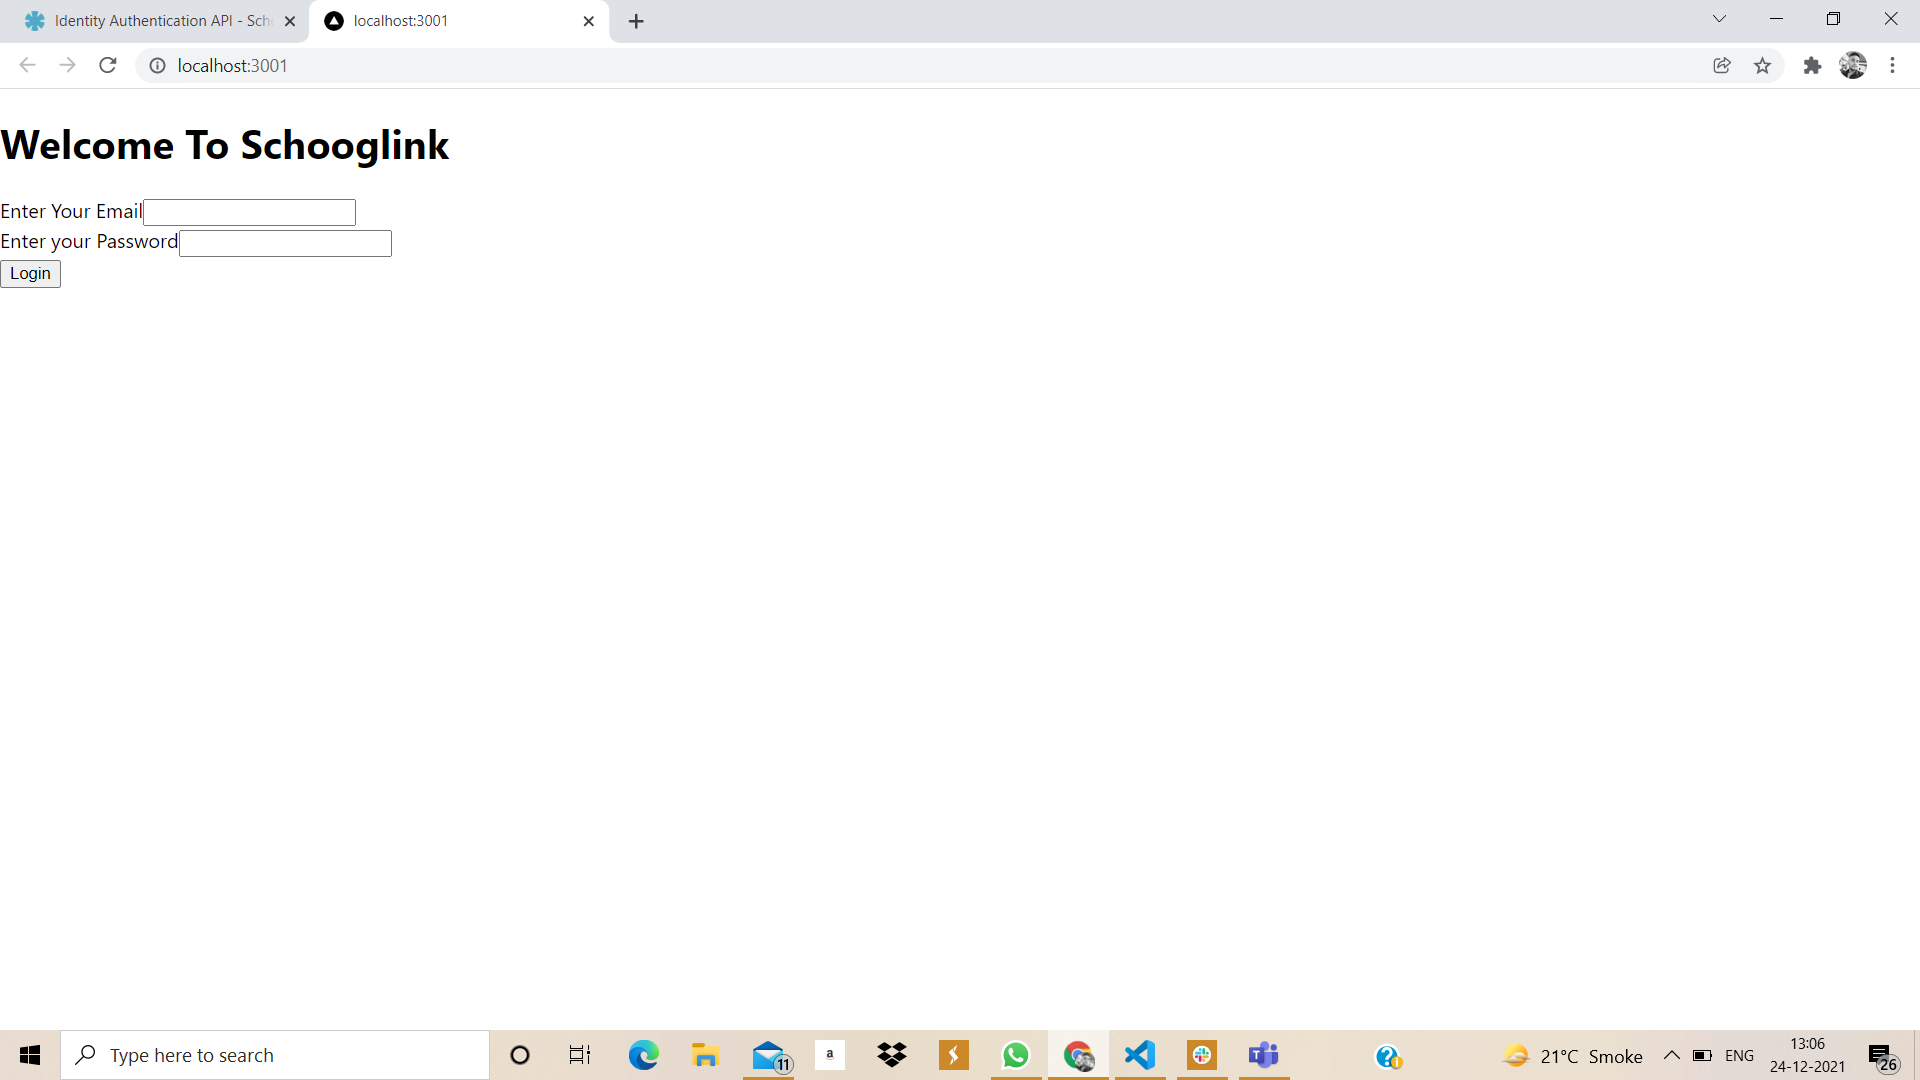 Identity Authentication API - Sch
localhost:3001
localhost:3001
Welcome To Schooglink
Enter Your Email
Enter your Password
Login
Type here to search
11
a
T
21°C Smoke
ENG
13:06
24-12-2021
26